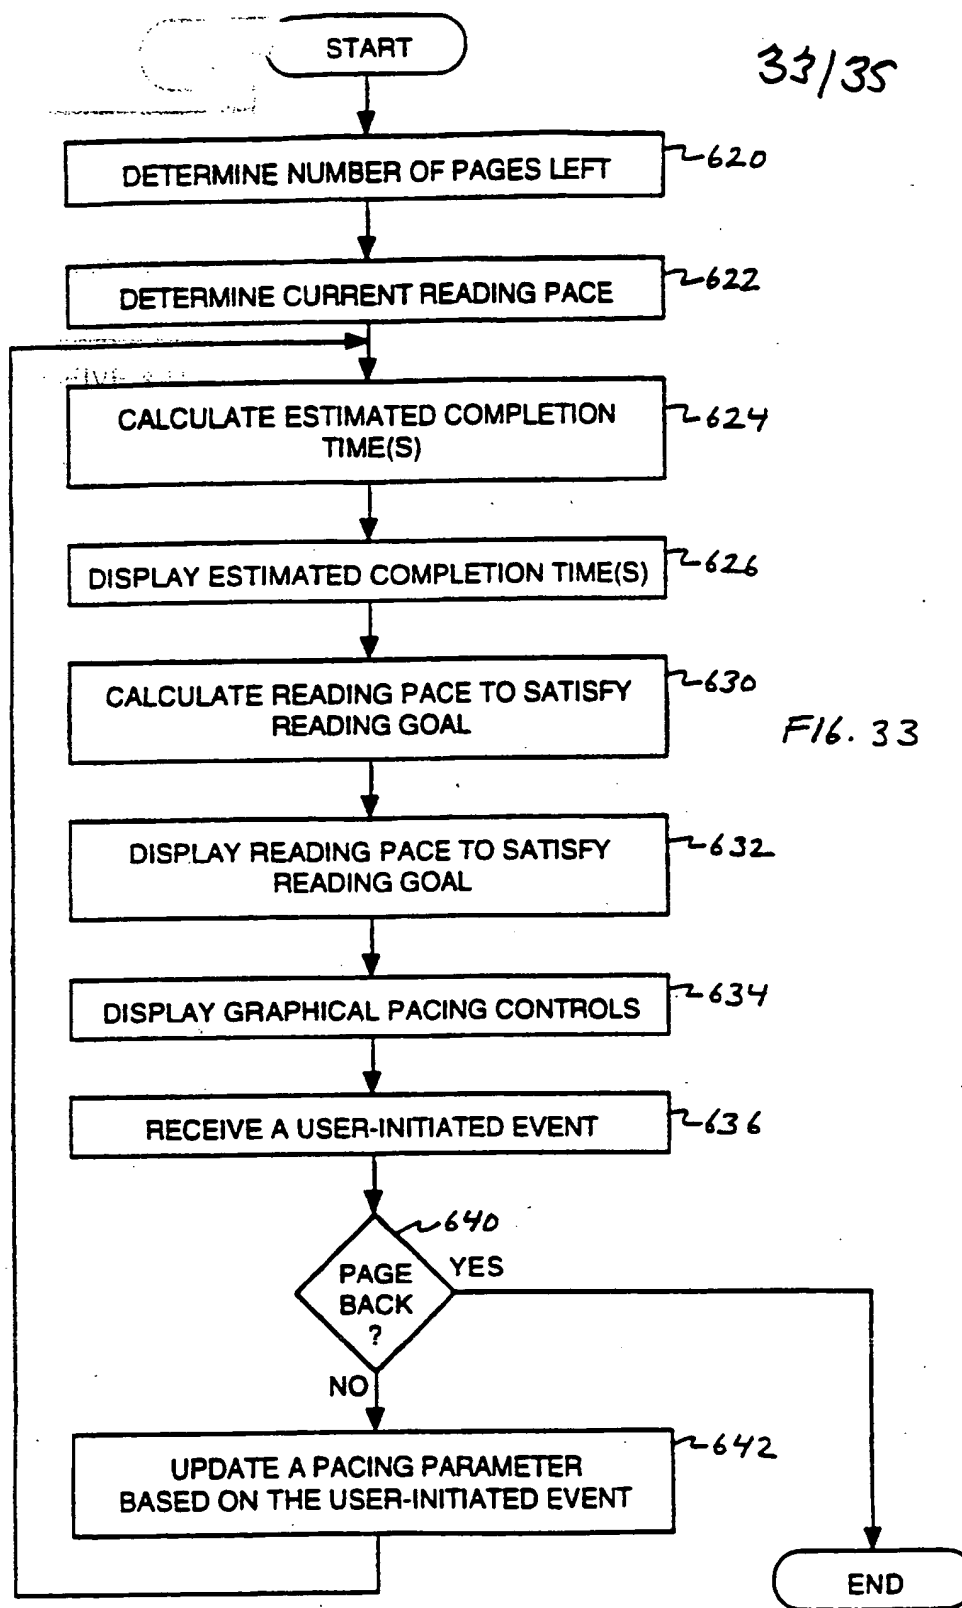 START
33/35
DETERMINE NUMBER OF PAGES LEFT
620
DETERMINE CURRENT READING PACE
622
CALCULATE ESTIMATED COMPLETION
TIME(S)
624
DISPLAY ESTIMATED COMPLETION TIME(S)
626
CALCULATE READING PACE TO SATISFY
READING GOAL
630
FIG. 33
DISPLAY READING PACE TO SATISFY
READING GOAL
632
DISPLAY GRAPHICAL PACING CONTROLS
634
RECEIVE A USER-INITIATED EVENT
636
640
PAGE
BACK
?
YES
NO
UPDATE A PACING PARAMETER
BASED ON THE USER-INITIATED EVENT
642
END